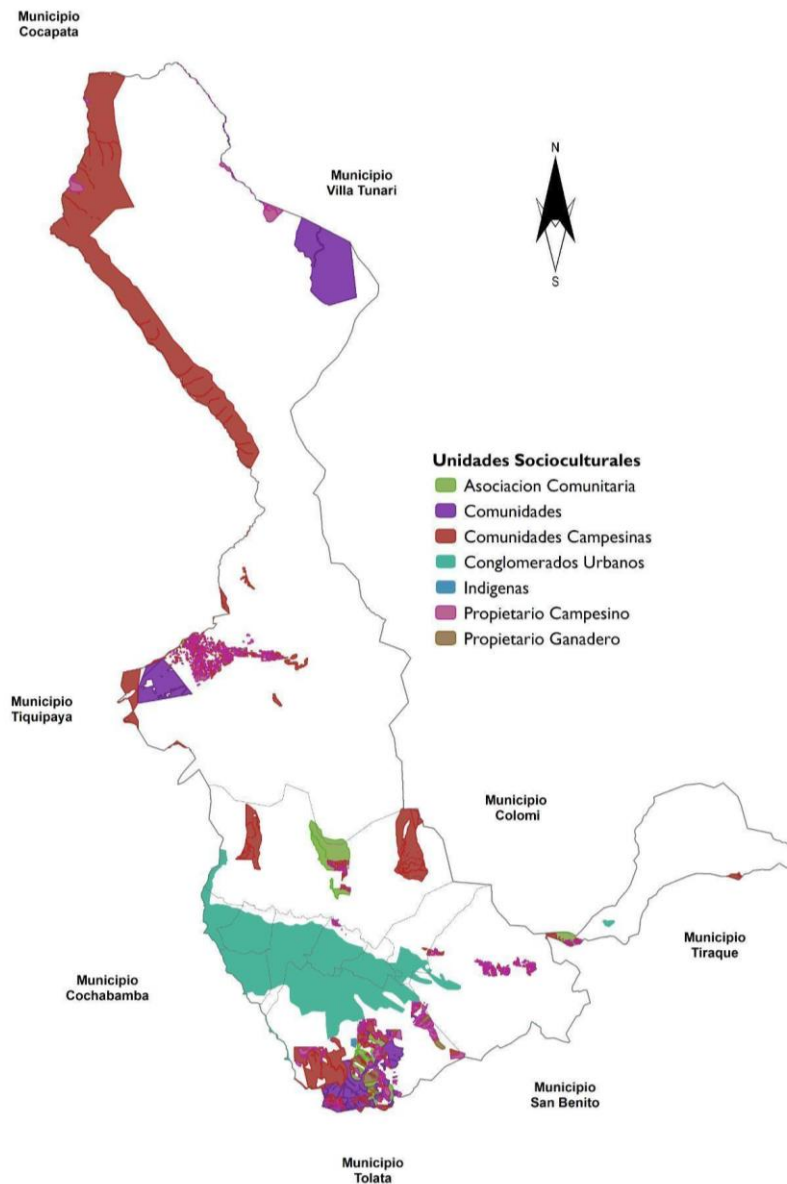 Municipio
Cocapata
Municipio
Villa Tunari
N
S
Unidades Socioculturales
Asociacion Comunitaria
Comunidades
Comunidades Campesinas
Conglomerados Urbanos
Indigenas
Propietario Campesino
Propietario Ganadero
Municipio
Tiquipaya
Municipio
Colomi
Municipio
Tiraque
Municipio
Cochabamba
Municipio
San Benito
Municipio
Tolata